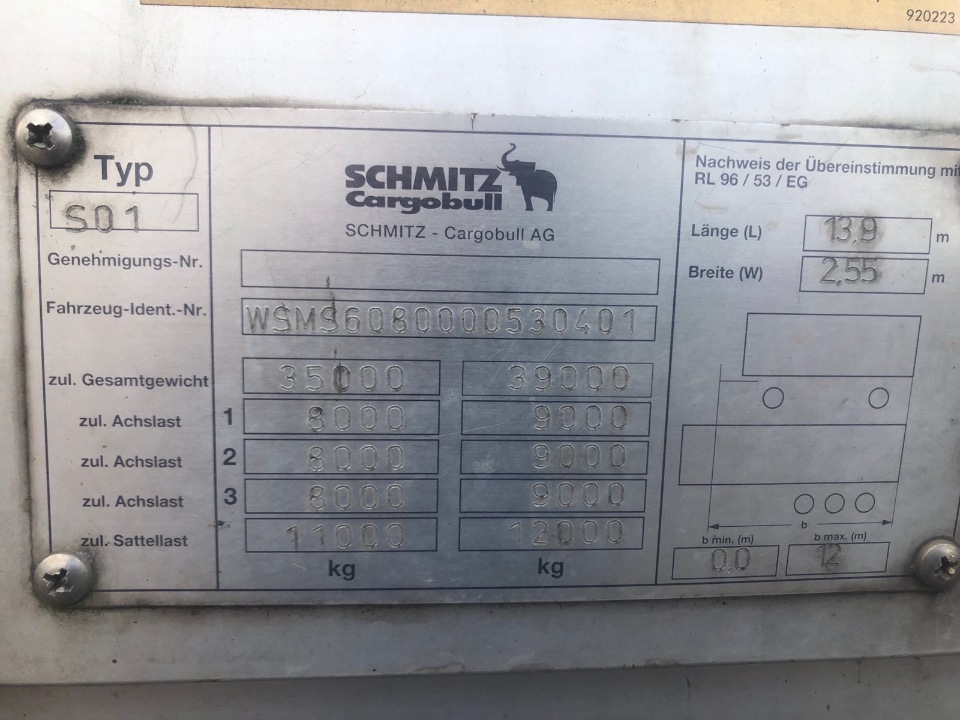 920223
Typ
S01
SCHMITZ
Cargobull
SCHMITZ - Cargobull AG
Nachweis der Übereinstimmung mit
RL 96 / 53 / EG
Länge (L) 13,9 m
Breite (W) 2,55 m
Genehmigungs-Nr.
Fahrzeug-Ident.-Nr. WSMS6080000530401
zul. Gesamtgewicht 35000 39000
zul. Achslast 1 8000 9000
zul. Achslast 2 8000 9000
zul. Achslast 3 8000 9000
zul. Sattellast 11000 12000
kg kg
b
b min. (m) b max. (m)
0,0 12